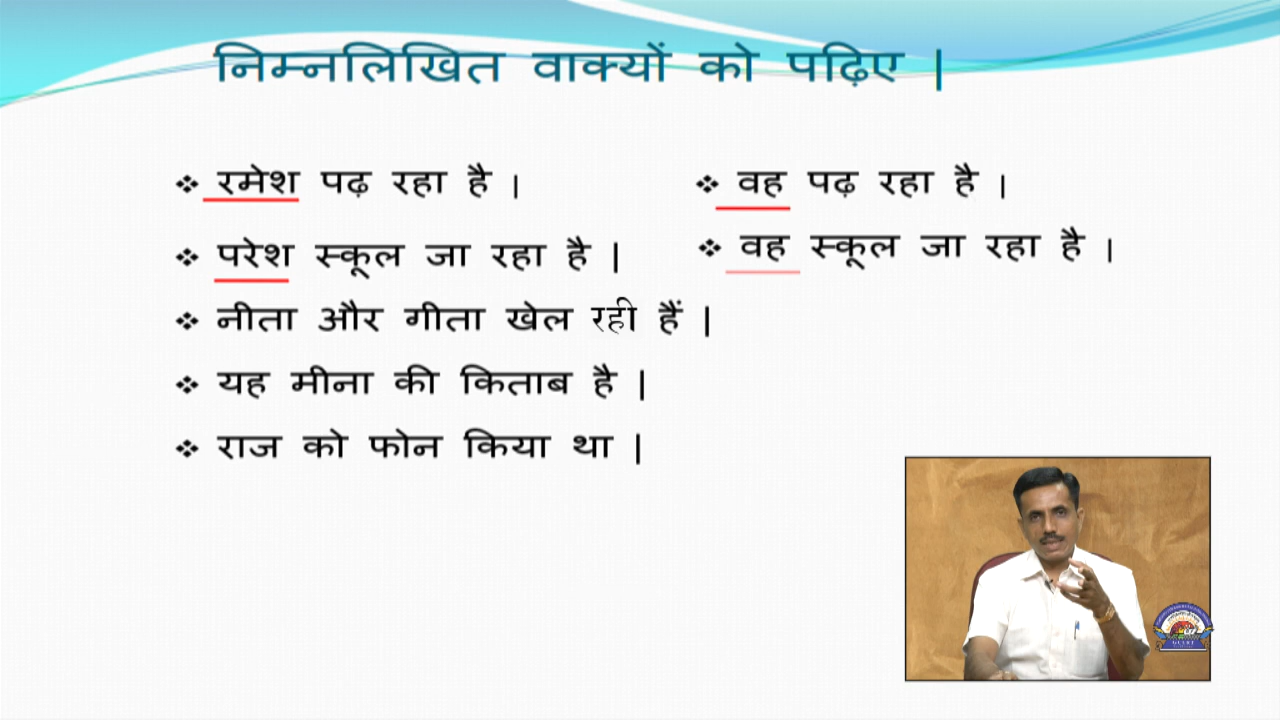 निम्नलिखित वाक्यों को पढ़िए |
❖ रमेश पढ़ रहा है ।
❖ वह पढ़ रहा है ।
❖ परेश स्कूल जा रहा है |
❖ वह स्कूल जा रहा है ।
❖ नीता और गीता खेल रही हैं |
❖ यह मीना की किताब है |
❖ राज को फोन किया था |